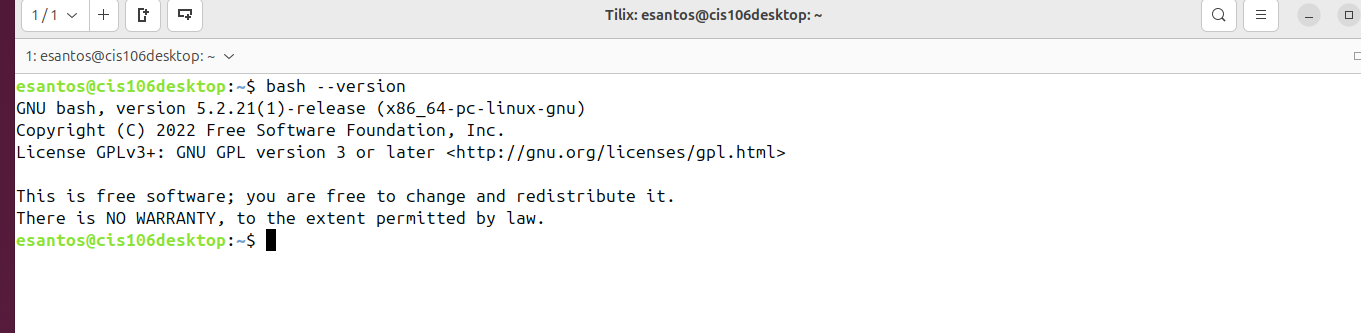 1 / 1
Tilix: esantos@cis106desktop: ~
1: esantos@cis106desktop: ~
esantos@cis106desktop:~$ bash --version
GNU bash, version 5.2.21(1)-release (x86_64-pc-linux-gnu)
Copyright (C) 2022 Free Software Foundation, Inc.
License GPLv3+: GNU GPL version 3 or later <http://gnu.org/licenses/gpl.html>

This is free software; you are free to change and redistribute it.
There is NO WARRANTY, to the extent permitted by law.
esantos@cis106desktop:~$